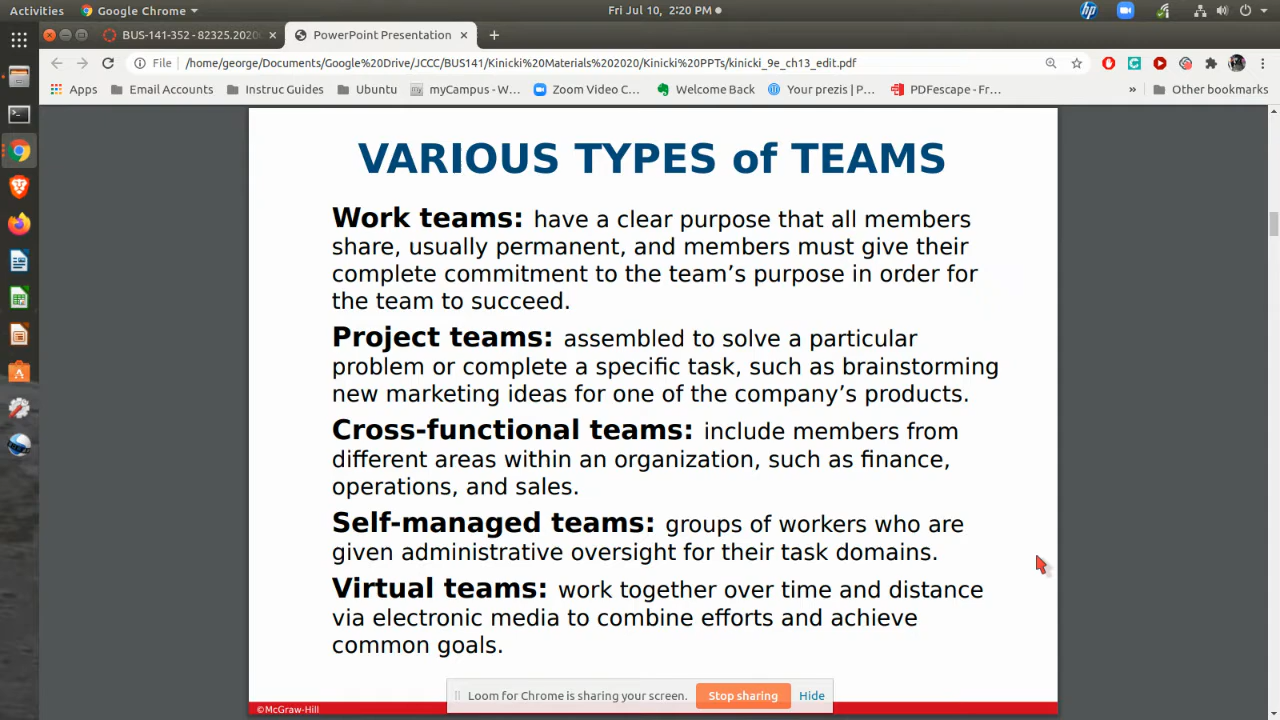 Activities Google Chrome Fri Jul 10, 2:20 PM
BUS-141-352 - 82325.2020 PowerPoint Presentation
File /home/george/Documents/Google%20Drive/JCCC/BUS141/Kinicki%20Materials%202020/Kinicki%20PPTs/kinicki_9e_ch13_edit.pdf
Apps Email Accounts Instruc Guides Ubuntu myCampus - W... Zoom Video C... Welcome Back Your prezis | P... PDFescape - Fr... » Other bookmarks
VARIOUS TYPES of TEAMS
Work teams: have a clear purpose that all members
share, usually permanent, and members must give their
complete commitment to the team’s purpose in order for
the team to succeed.
Project teams: assembled to solve a particular
problem or complete a specific task, such as brainstorming
new marketing ideas for one of the company’s products.
Cross-functional teams: include members from
different areas within an organization, such as finance,
operations, and sales.
Self-managed teams: groups of workers who are
given administrative oversight for their task domains.
Virtual teams: work together over time and distance
via electronic media to combine efforts and achieve
common goals.
Loom for Chrome is sharing your screen. Stop sharing Hide
©McGraw-Hill